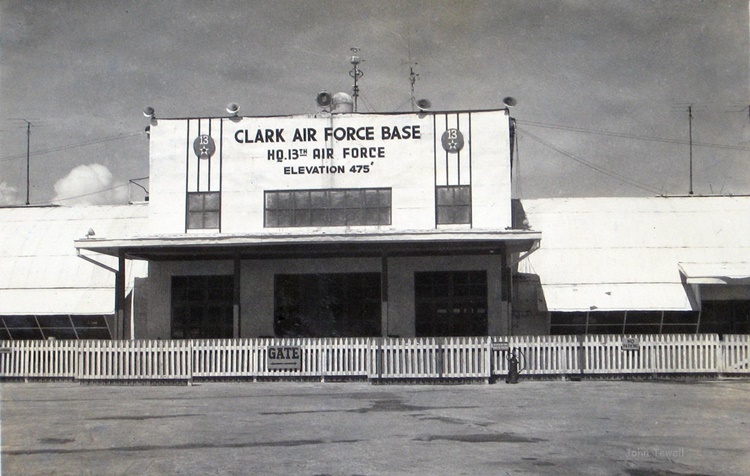 13
13
CLARK AIR FORCE BASE
HQ. 13TH AIR FORCE
ELEVATION 475'
GATE
John Tewell